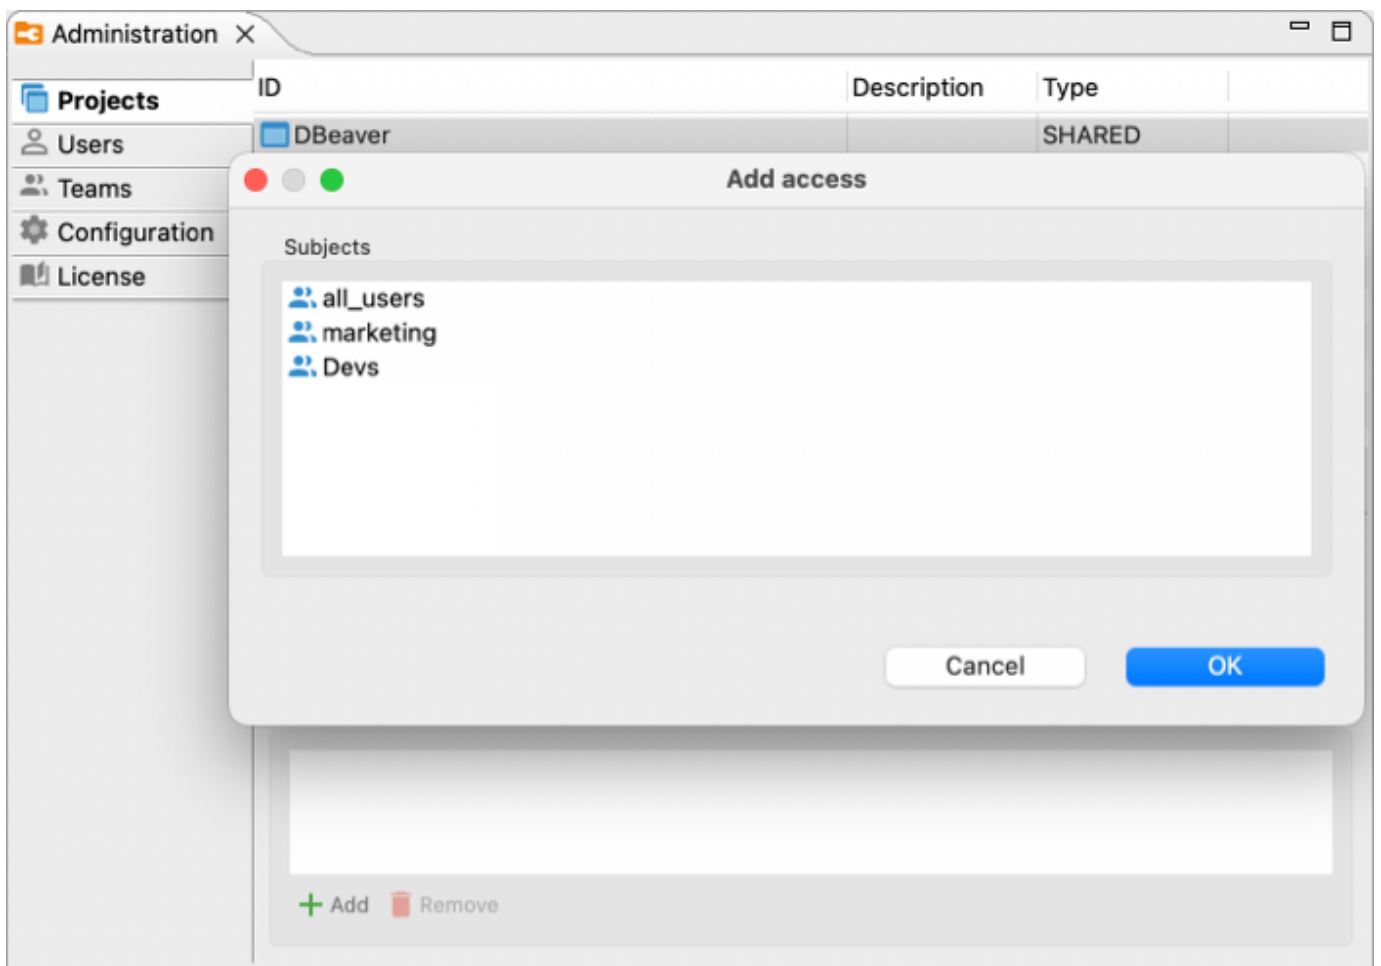 Administration
ID Description Type
Projects
DBeaver SHARED
Users
Teams
Configuration
License
Add access
Subjects
all_users
marketing
Devs
Cancel OK
Add Remove